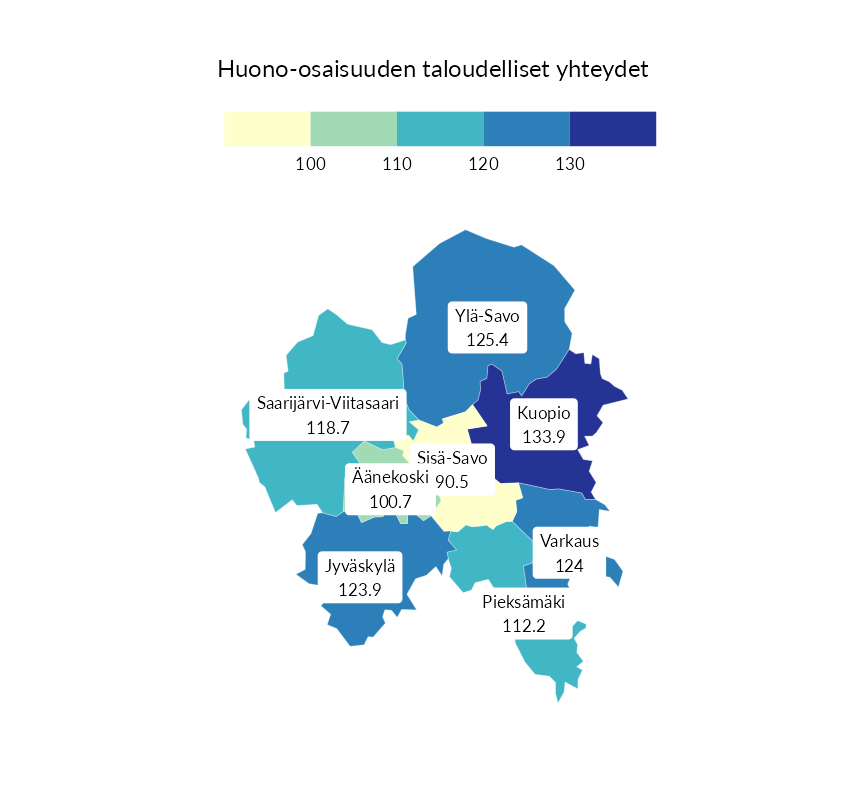 Huono-osaisuuden taloudelliset yhteydet
100 110 120 130
Ylä-Savo
125.4
Saarijärvi-Viitasaari
118.7
Kuopio
133.9
Sisä-Savo
90.5
Äänekoski
100.7
Varkaus
124
Jyväskylä
123.9
Pieksämäki
112.2